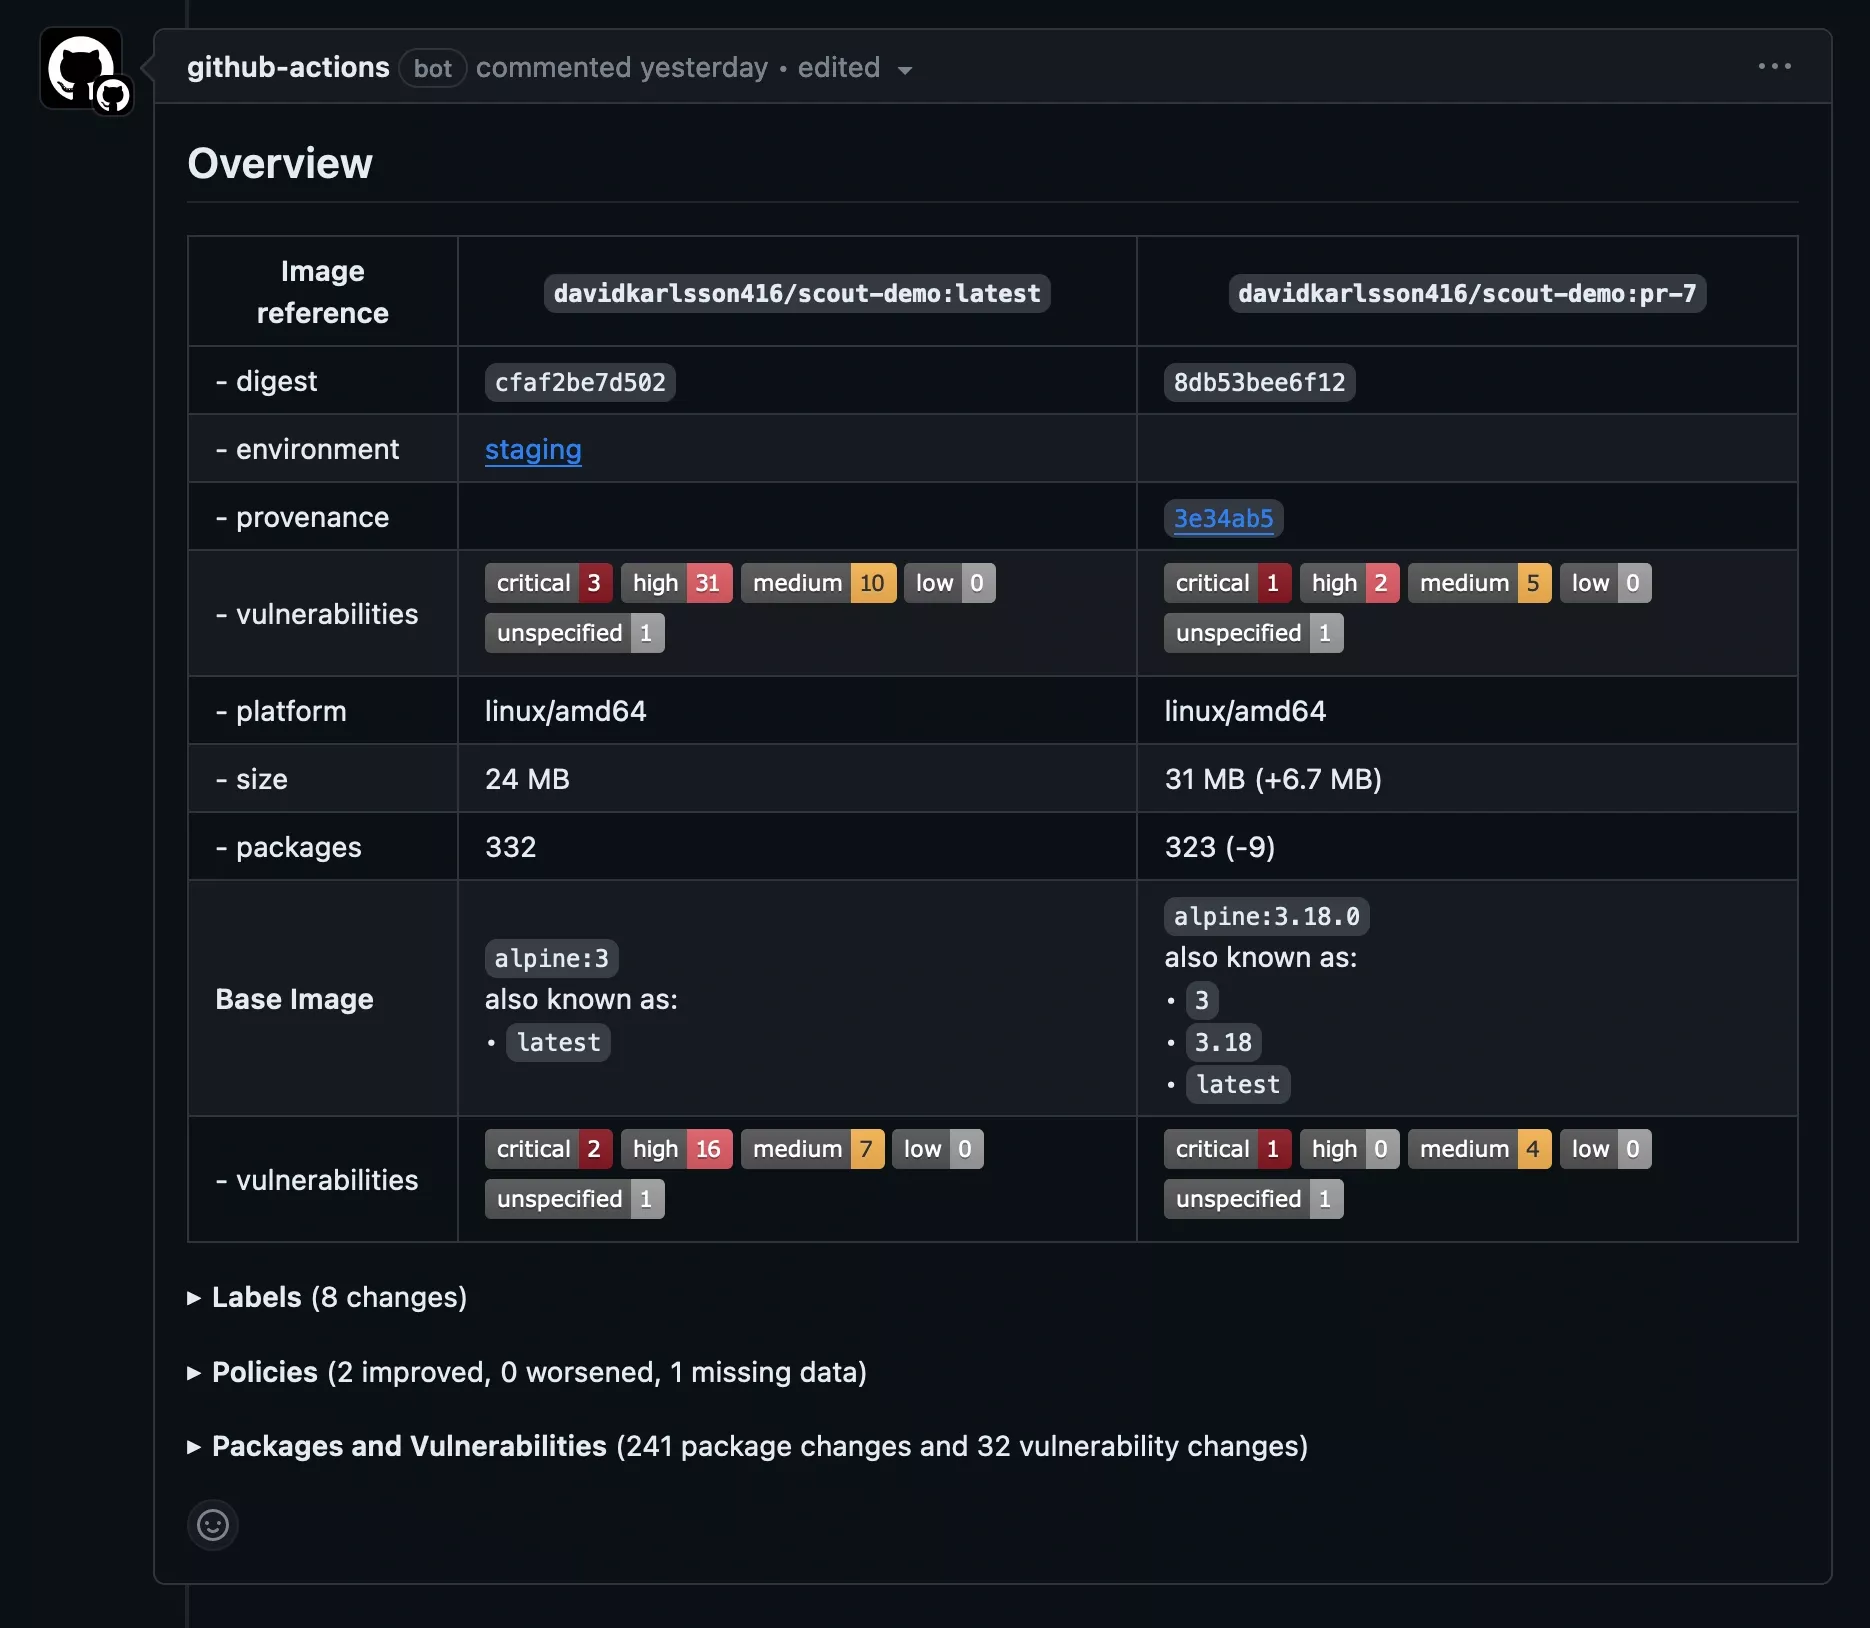 github-actions bot commented yesterday • edited
Overview
Image reference davidkarlsson416/scout-demo:latest davidkarlsson416/scout-demo:pr-7
- digest cfaf2be7d502 8db53bee6f12
- environment staging
- provenance 3e34ab5
- vulnerabilities critical 3 high 31 medium 10 low 0 unspecified 1 critical 1 high 2 medium 5 low 0 unspecified 1
- platform linux/amd64 linux/amd64
- size 24 MB 31 MB (+6.7 MB)
- packages 332 323 (-9)
Base Image
alpine:3
also known as:
• latest
alpine:3.18.0
also known as:
• 3
• 3.18
• latest
- vulnerabilities critical 2 high 16 medium 7 low 0 unspecified 1 critical 1 high 0 medium 4 low 0 unspecified 1
▸ Labels (8 changes)
▸ Policies (2 improved, 0 worsened, 1 missing data)
▸ Packages and Vulnerabilities (241 package changes and 32 vulnerability changes)